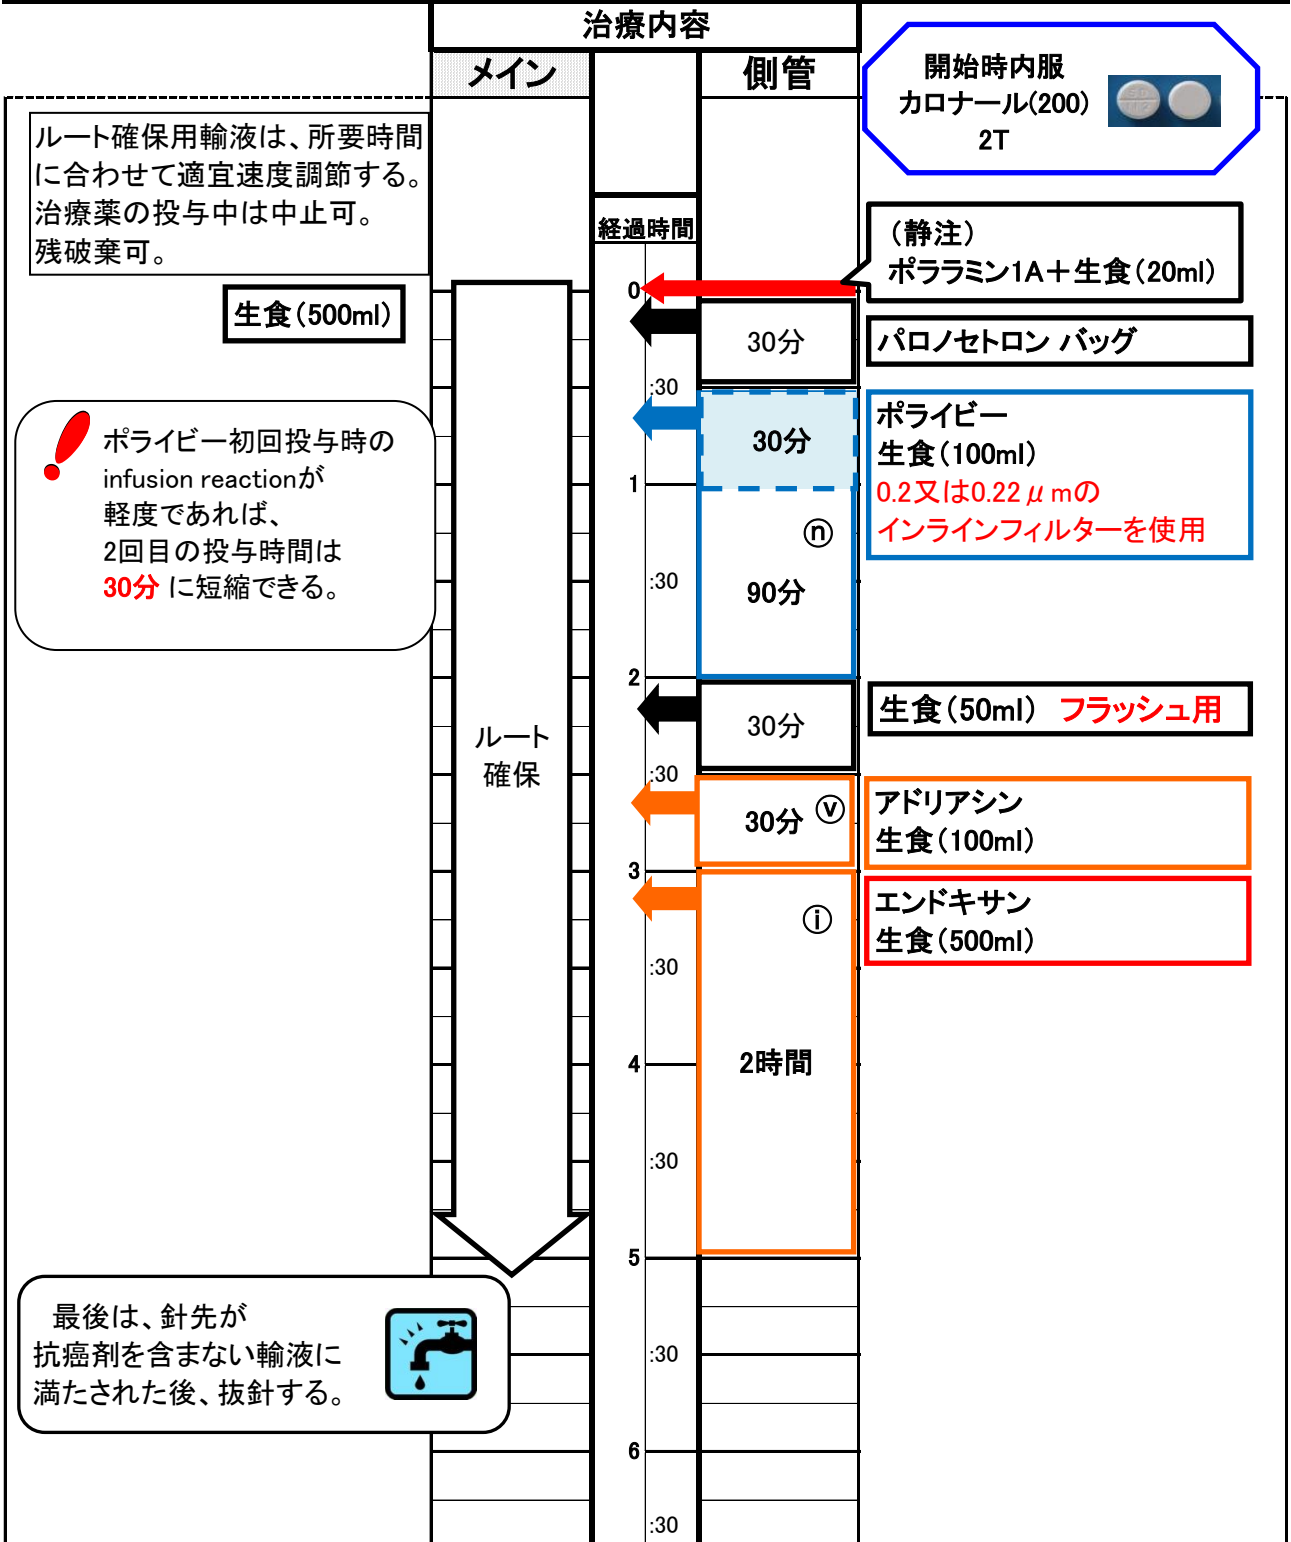 治療内容
メイン
側管
開始時内服
カロナール(200)
2T
ルート確保用輸液は、所要時間
に合わせて適宜速度調節する。
治療薬の投与中は中止可。
残破棄可。
経過時間
（静注）
ポララミン1A＋生食（20ml）
0
生食（500ml）
30分
パロノセトロン バッグ
:30
ポライビー初回投与時の
infusion reactionが
軽度であれば、
2回目の投与時間は
30分 に短縮できる。
30分
ポライビー
生食（100ml）
0.2又は0.22μmの
インラインフィルターを使用
1
ⓝ
:30
90分
2
30分
生食（50ml） フラッシュ用
ルート
確保
:30
30分 ⓥ
アドリアシン
生食（100ml）
3
ⓘ
エンドキサン
生食（500ml）
:30
4
2時間
:30
5
最後は、針先が
抗癌剤を含まない輸液に
満たされた後、抜針する。
:30
6
:30